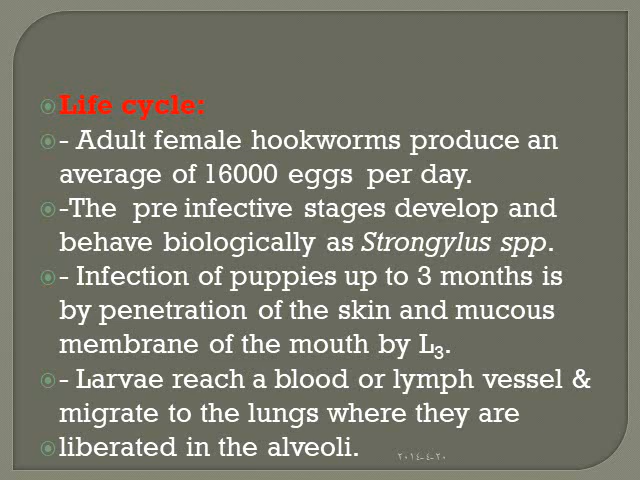 Life cycle:
- Adult female hookworms produce an
average of 16000 eggs per day.
-The pre infective stages develop and
behave biologically as Strongylus spp.
- Infection of puppies up to 3 months is
by penetration of the skin and mucous
membrane of the mouth by L₃.
- Larvae reach a blood or lymph vessel &
migrate to the lungs where they are
liberated in the alveoli.
٢٠١٤-٤-٢٠